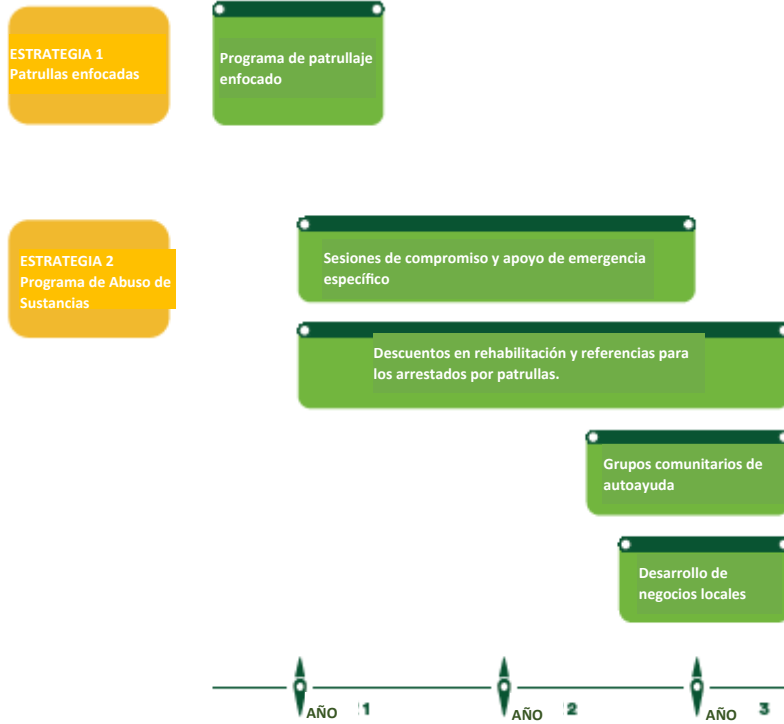 ESTRATEGIA 1
Patrullas enfocadas
Programa de patrullaje
enfocado
ESTRATEGIA 2
Programa de Abuso de
Sustancias
Sesiones de compromiso y apoyo de emergencia
específico
Descuentos en rehabilitación y referencias para
los arrestados por patrullas.
Grupos comunitarios de
autoayuda
Desarrollo de
negocios locales
AÑO 1
AÑO 2
AÑO 3